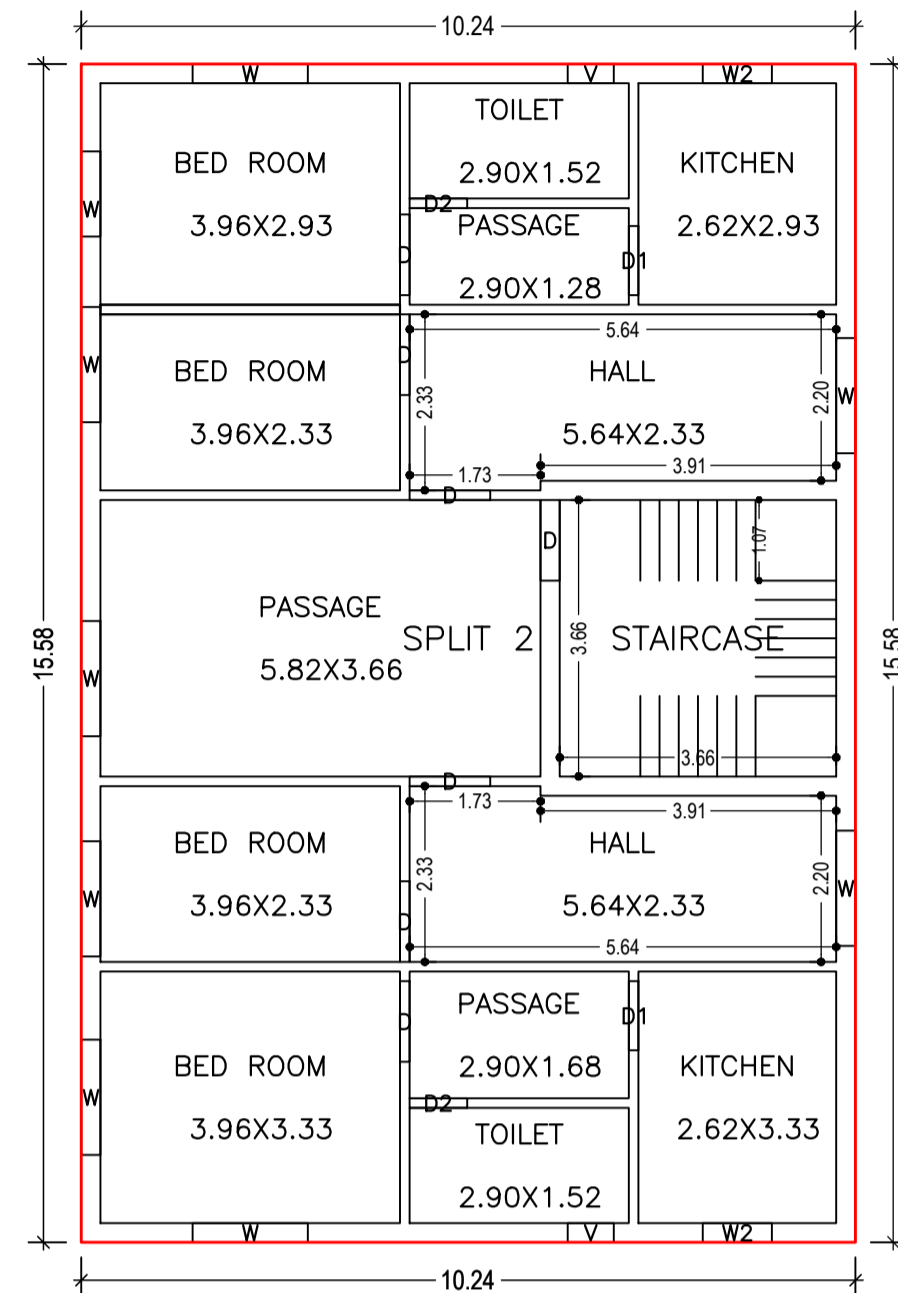 10.24
W
V
W2
TOILET
2.90X1.52
BED ROOM
3.96X2.93
KITCHEN
2.62X2.93
W
D2
PASSAGE
2.90X1.28
D
D1
5.64
W
D
BED ROOM
3.96X2.33
HALL
5.64X2.33
2.33
2.20
W
1.73
3.91
D
D
1.07
PASSAGE
5.82X3.66
SPLIT 2
3.66
STAIRCASE
15.58
15.58
W
3.66
D
1.73
3.91
BED ROOM
3.96X2.33
HALL
5.64X2.33
2.33
2.20
W
W
D
5.64
PASSAGE
2.90X1.68
D
D1
BED ROOM
3.96X3.33
KITCHEN
2.62X3.33
W
D2
TOILET
2.90X1.52
W
V
W2
10.24